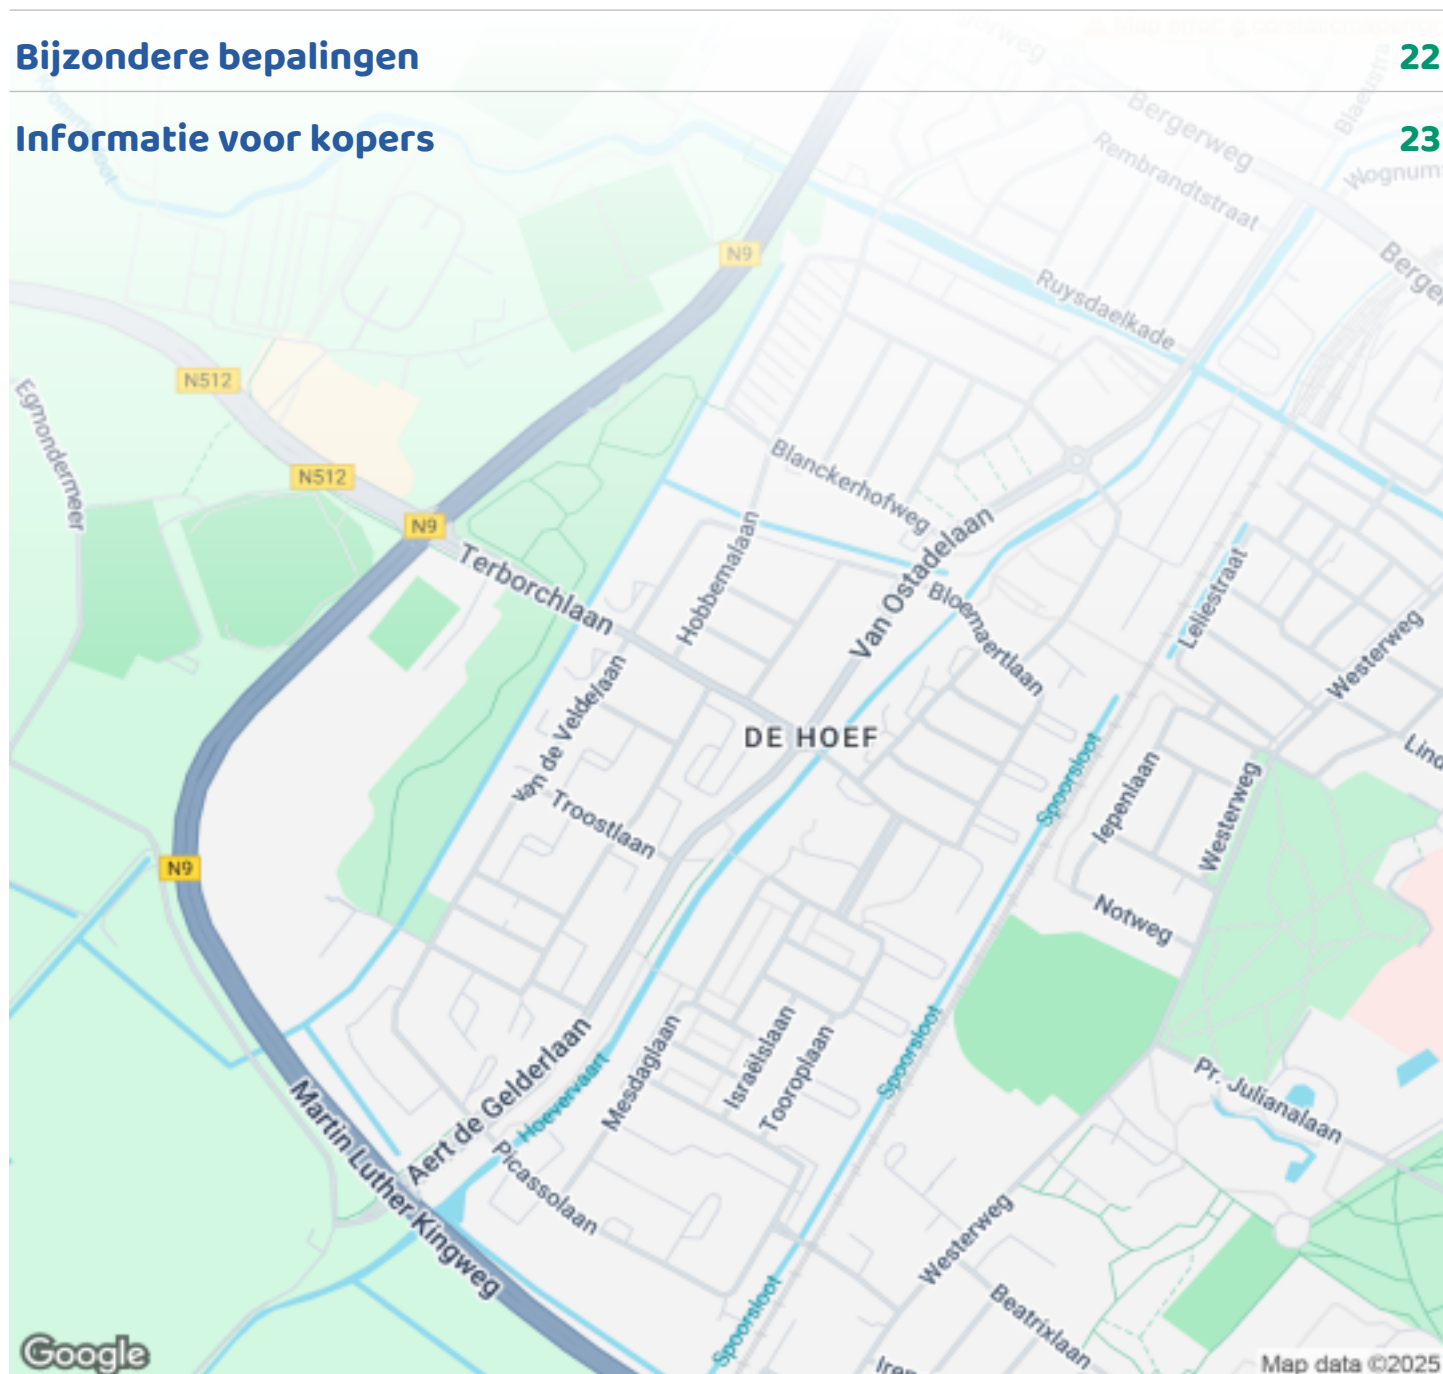 Bijzondere bepalingen 22
Informatie voor kopers 23
Bergerweg
Rembrandtstraat
Ruysdaelkade
N9
N512
Egmondermeer
N512
N9
Blanckerhofweg
Hobbemalaan
Van Ostadelaan
Terborchlaan
Bloemaertlaan
Leliestraat
Westerweg
Van de Veldelaan
DE HOEF
Troostlaan
Spoorsloot
Iepenlaan
Westerweg
N9
Notweg
Aert de Gelderlaan
Hoevervaart
Mesdaglaan
Israëlslaan
Tooroplaan
Spoorsloot
Pr. Julianalaan
Martin Luther Kingweg
Picassolaan
Westerweg
Spoorsloot
Beatrixlaan
Google
Map data ©2025